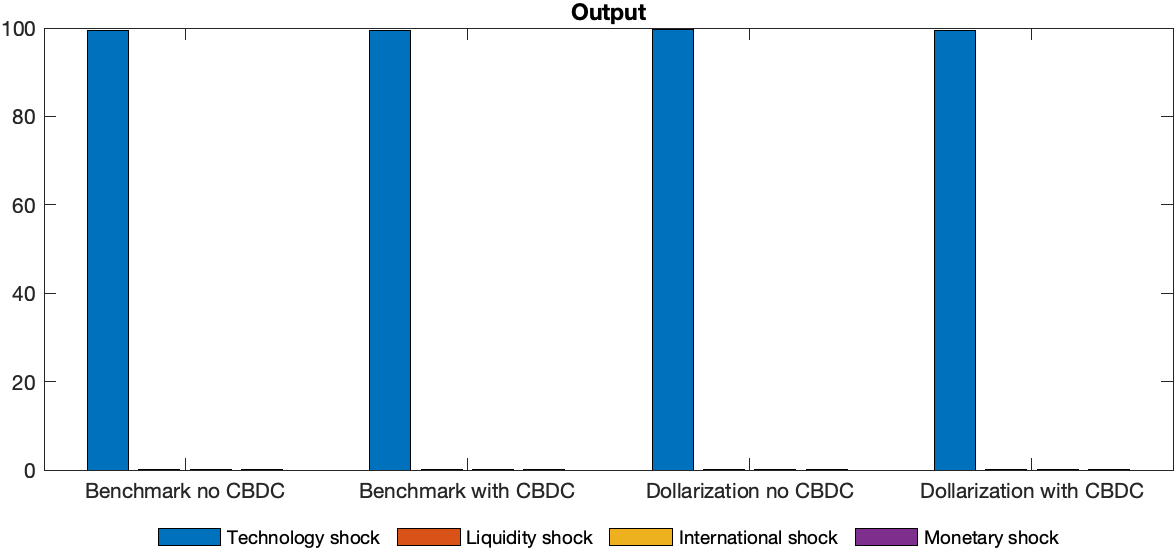 Output
100
80
60
40
20
0
Benchmark no CBDC Benchmark with CBDC Dollarization no CBDC Dollarization with CBDC
Technology shock Liquidity shock International shock Monetary shock